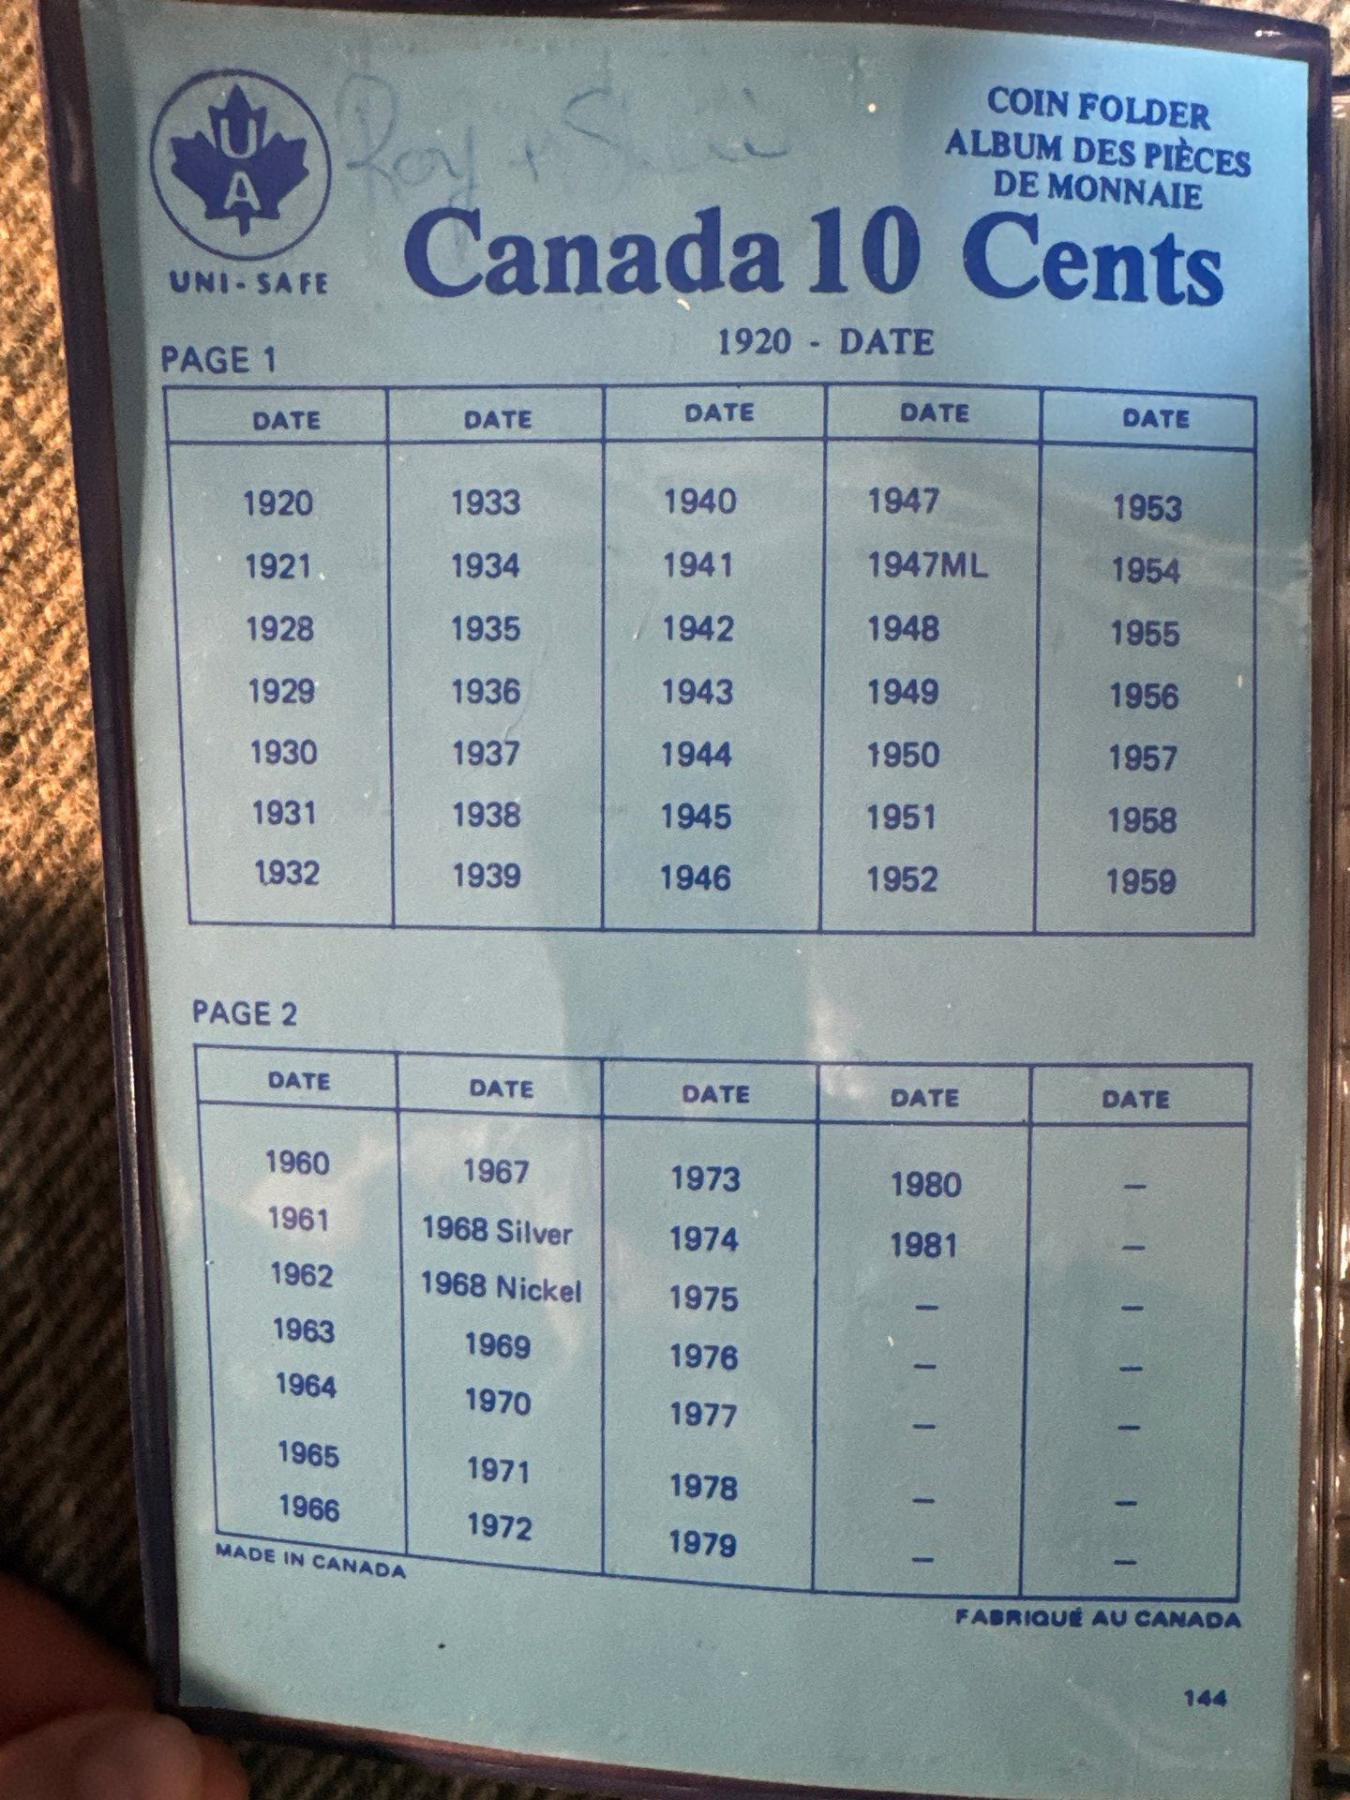 U
A
UNI-SAFE
Roy +
COIN FOLDER
ALBUM DES PIÈCES
DE MONNAIE
Canada 10 Cents
1920 - DATE
PAGE 1
DATE DATE DATE DATE DATE
1920 1933 1940 1947 1953
1921 1934 1941 1947ML 1954
1928 1935 1942 1948 1955
1929 1936 1943 1949 1956
1930 1937 1944 1950 1957
1931 1938 1945 1951 1958
1932 1939 1946 1952 1959
PAGE 2
DATE DATE DATE DATE DATE
1960 1967 1973 1980 –
1961 1968 Silver 1974 1981 –
1962 1968 Nickel 1975 – –
1963 1969 1976 – –
1964 1970 1977 – –
1965 1971 1978 – –
1966 1972 1979 – –
MADE IN CANADA
FABRIQUÉ AU CANADA
144